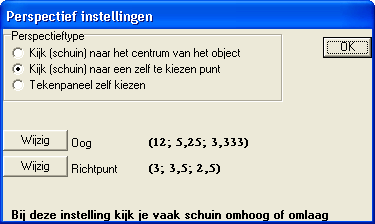 Perspectief instellingen
Perspectieftype
Kijk (schuin) naar het centrum van het object
Kijk (schuin) naar een zelf te kiezen punt
Tekenpaneel zelf kiezen
OK
Wijzig Oog (12; 5,25; 3,333)
Wijzig Richtpunt (3; 3,5; 2,5)
Bij deze instelling kijk je vaak schuin omhoog of omlaag